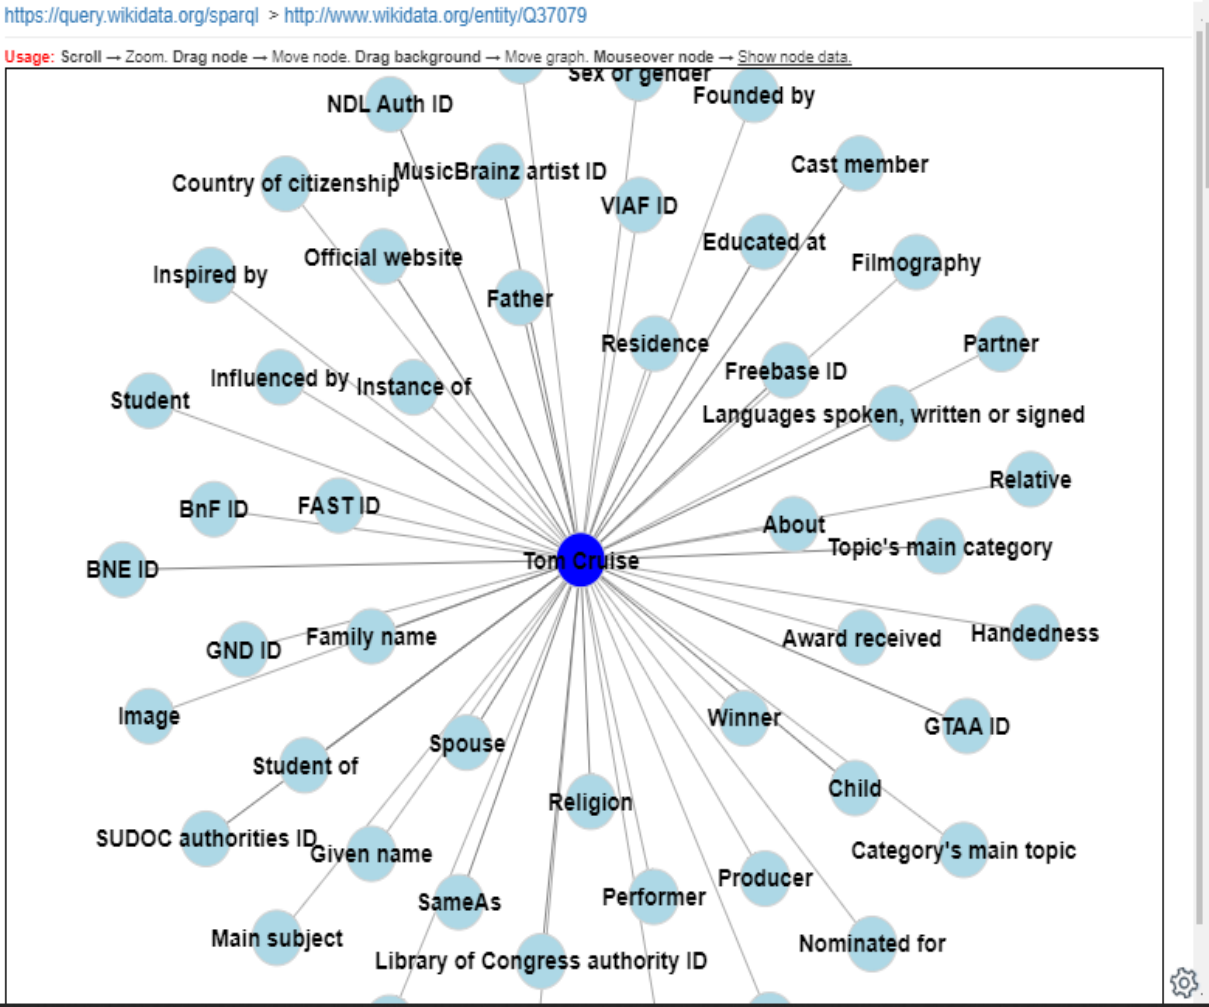 https://query.wikidata.org/sparql > http://www.wikidata.org/entity/Q37079
Usage: Scroll → Zoom. Drag node → Move node. Drag background → Move graph. Mouseover node → Show node data.
Sex or gender
Founded by
NDL Auth ID
Cast member
MusicBrainz artist ID
Country of citizenship
VIAF ID
Educated at
Official website
Filmography
Inspired by
Father
Residence
Partner
Freebase ID
Influenced by
Instance of
Student
Languages spoken, written or signed
Relative
FAST ID
BnF ID
About
Topic's main category
Tom Cruise
BNE ID
Handedness
Family name
Award received
GND ID
Image
Winner
GTAA ID
Spouse
Student of
Child
Religion
SUDOC authorities ID
Category's main topic
Given name
Producer
Performer
SameAs
Main subject
Nominated for
Library of Congress authority ID